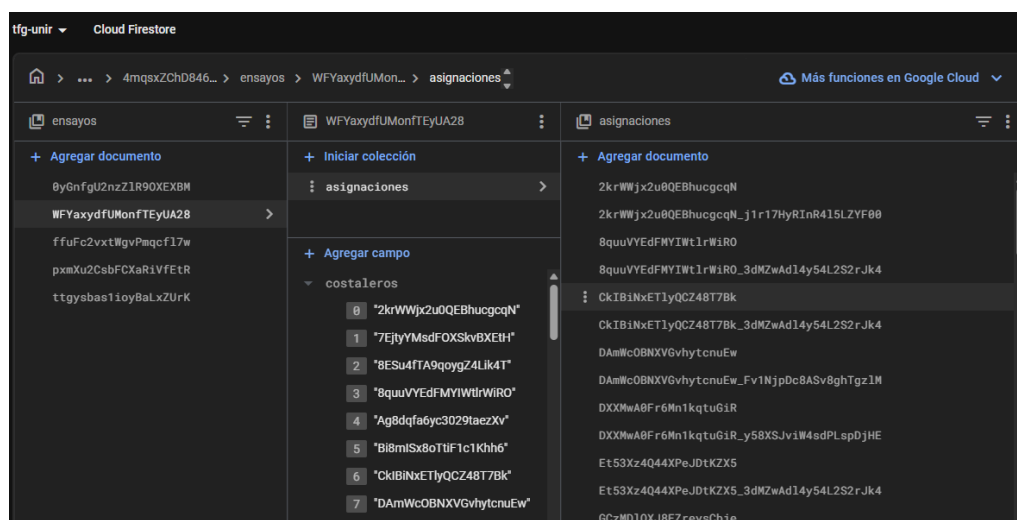 tfg-unir Cloud Firestore
... 4mqsxZChD846... ensayos WFYaxydfUMon... asignaciones Más funciones en Google Cloud
ensayos
+ Agregar documento
0yGnfgU2nzZlR9OXEXBM
WFYaxydfUMonfTEyUA28
ffuFc2vxtWgvPmqcfl7w
pxmXu2CsbFCXaRiVfEtR
ttgysbas1ioyBaLxZUrK
WFYaxydfUMonfTEyUA28
+ Iniciar colección
asignaciones
+ Agregar campo
costaleros
0 "2krWWjx2u0QEBhucgcqN"
1 "7EjtyYMsdFOXSkvBXEtH"
2 "8ESu4fTA9qoygZ4Lik4T"
3 "8quuVYEdFMYIWtlrWiRO"
4 "Ag8dqfa6yc3029taezXv"
5 "Bi8mISx8oTtiF1c1Khh6"
6 "CkIBiNxETlyQCZ48T7Bk"
7 "DAmWcOBNXVGvhytcnuEw"
asignaciones
+ Agregar documento
2krWWjx2u0QEBhucgcqN
2krWWjx2u0QEBhucgcqN_j1r17HyRInR4l5LZYF00
8quuVYEdFMYIWtlrWiRO
8quuVYEdFMYIWtlrWiRO_3dMZwAdl4y54L2S2rJk4
CkIBiNxETlyQCZ48T7Bk
CkIBiNxETlyQCZ48T7Bk_3dMZwAdl4y54L2S2rJk4
DAmWcOBNXVGvhytcnuEw
DAmWcOBNXVGvhytcnuEw_Fv1NjpDc8ASv8ghTgzlM
DXXMwA0Fr6Mn1kqtuGiR
DXXMwA0Fr6Mn1kqtuGiR_y58XSJviW4sdPLspDjHE
Et53Xz4Q44XPeJDtKZX5
Et53Xz4Q44XPeJDtKZX5_3dMZwAdl4y54L2S2rJk4